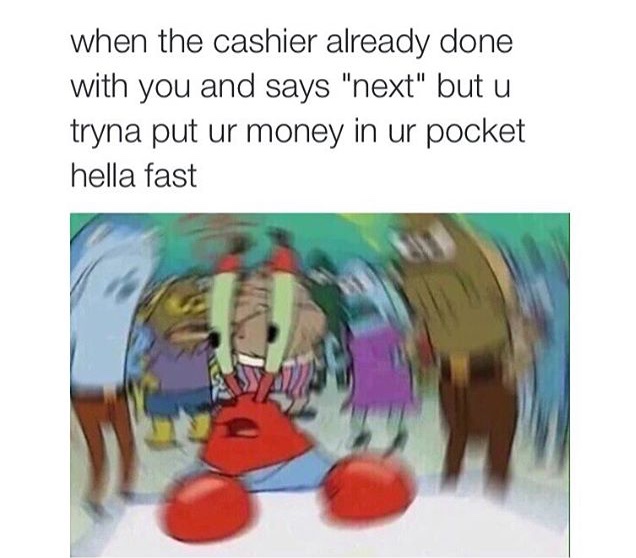 when the cashier already done
with you and says "next" but u
tryna put ur money in ur pocket
hella fast